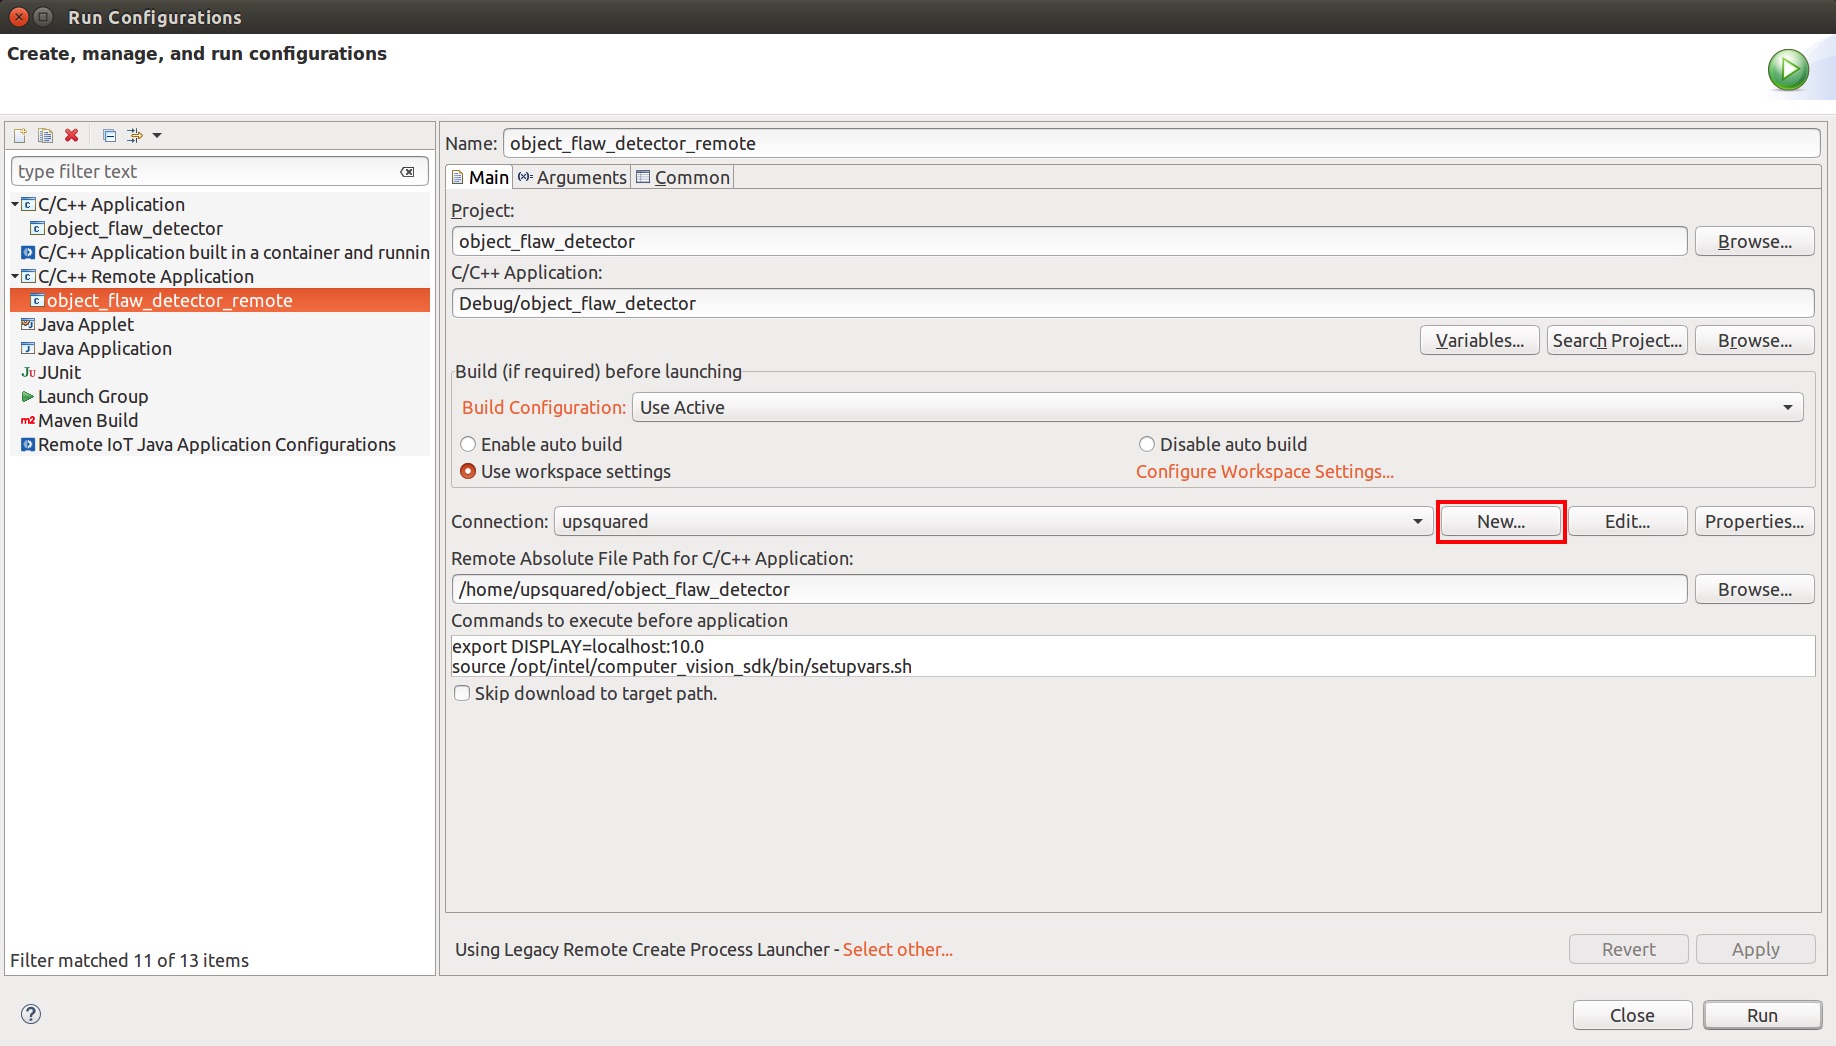 Run Configurations
Create, manage, and run configurations
type filter text
C/C++ Application
object_flaw_detector
C/C++ Application built in a container and runnin
C/C++ Remote Application
object_flaw_detector_remote
Java Applet
Java Application
JUnit
Launch Group
Maven Build
Remote IoT Java Application Configurations
Filter matched 11 of 13 items
Name: object_flaw_detector_remote
Main Arguments Common
Project:
object_flaw_detector Browse...
C/C++ Application:
Debug/object_flaw_detector
Variables... Search Project... Browse...
Build (if required) before launching
Build Configuration: Use Active
Enable auto build Disable auto build
Use workspace settings Configure Workspace Settings...
Connection: upsquared New... Edit... Properties...
Remote Absolute File Path for C/C++ Application:
/home/upsquared/object_flaw_detector Browse...
Commands to execute before application
export DISPLAY=localhost:10.0
source /opt/intel/computer_vision_sdk/bin/setupvars.sh
Skip download to target path.
Using Legacy Remote Create Process Launcher - Select other... Revert Apply
Close Run